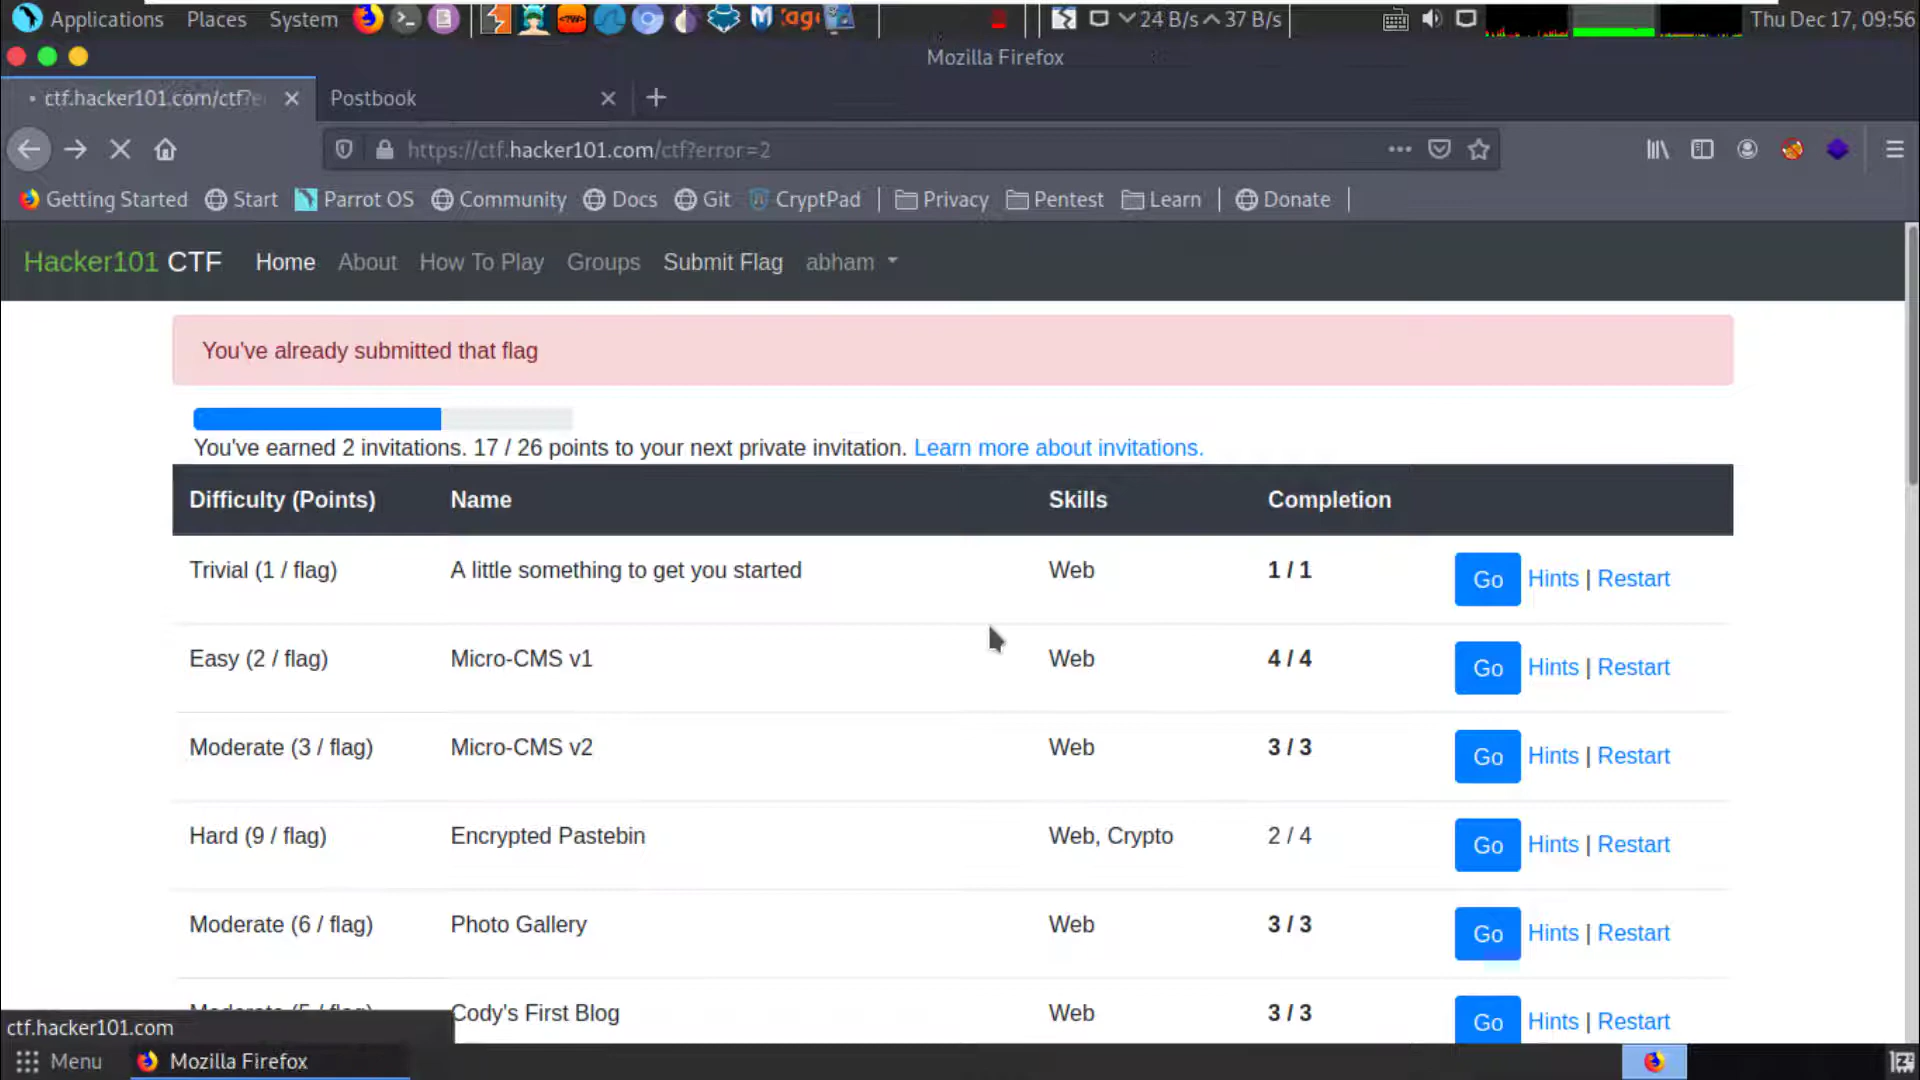 Applications Places System 24 B/s 37 B/s Thu Dec 17, 09:56
Mozilla Firefox
ctf.hacker101.com/ctf?e Postbook
https://ctf.hacker101.com/ctf?error=2
Getting Started Start Parrot OS Community Docs Git CryptPad Privacy Pentest Learn Donate
Hacker101 CTF Home About How To Play Groups Submit Flag abham
You've already submitted that flag
You've earned 2 invitations. 17 / 26 points to your next private invitation. Learn more about invitations.
Difficulty (Points) Name Skills Completion
Trivial (1 / flag) A little something to get you started Web 1 / 1 Go Hints | Restart
Easy (2 / flag) Micro-CMS v1 Web 4 / 4 Go Hints | Restart
Moderate (3 / flag) Micro-CMS v2 Web 3 / 3 Go Hints | Restart
Hard (9 / flag) Encrypted Pastebin Web, Crypto 2 / 4 Go Hints | Restart
Moderate (6 / flag) Photo Gallery Web 3 / 3 Go Hints | Restart
Moderate (5 / flag) Cody's First Blog Web 3 / 3 Go Hints | Restart
ctf.hacker101.com
Menu Mozilla Firefox